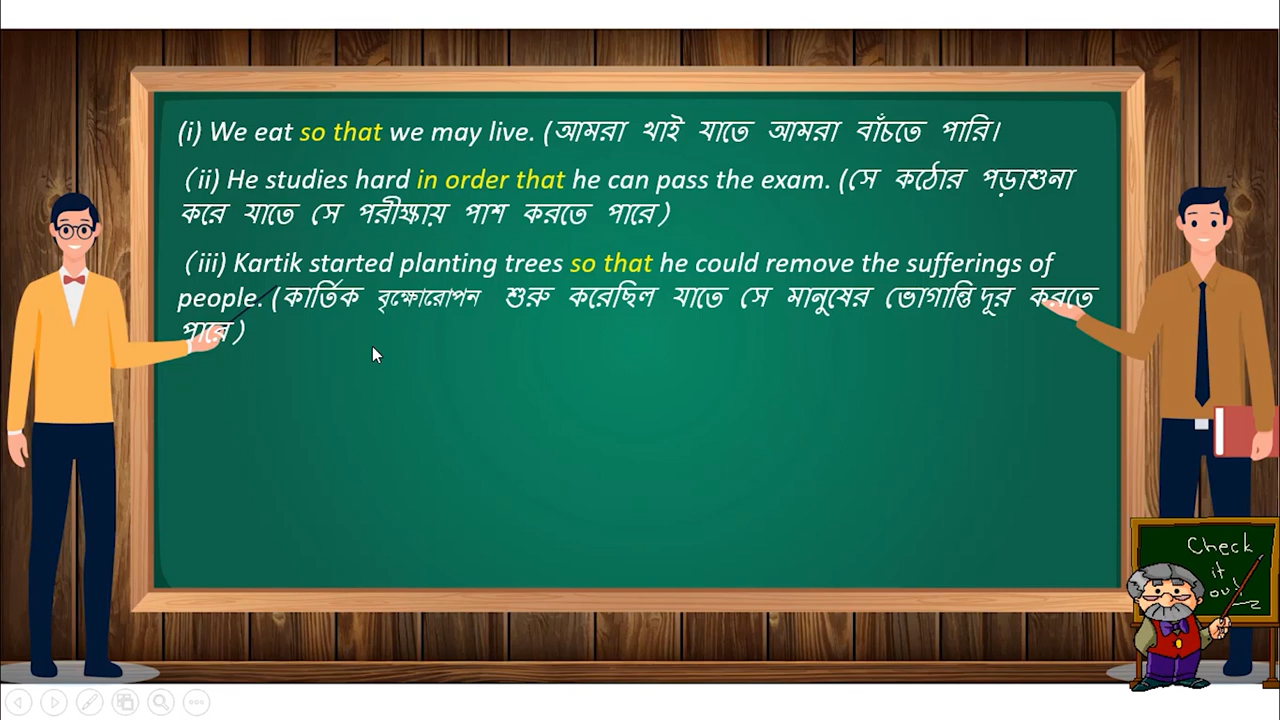 (i) We eat so that we may live. (আমরা খাই যাতে আমরা বাঁচতে পারি।
(ii) He studies hard in order that he can pass the exam. (সে কঠোর পড়াশুনা
করে যাতে সে পরীক্ষায় পাশ করতে পারে)
(iii) Kartik started planting trees so that he could remove the sufferings of
people. (কার্তিক বৃক্ষোরোপন শুরু করেছিল যাতে সে মানুষের ভোগান্তি দূর করতে
পারে)
Check
it
out